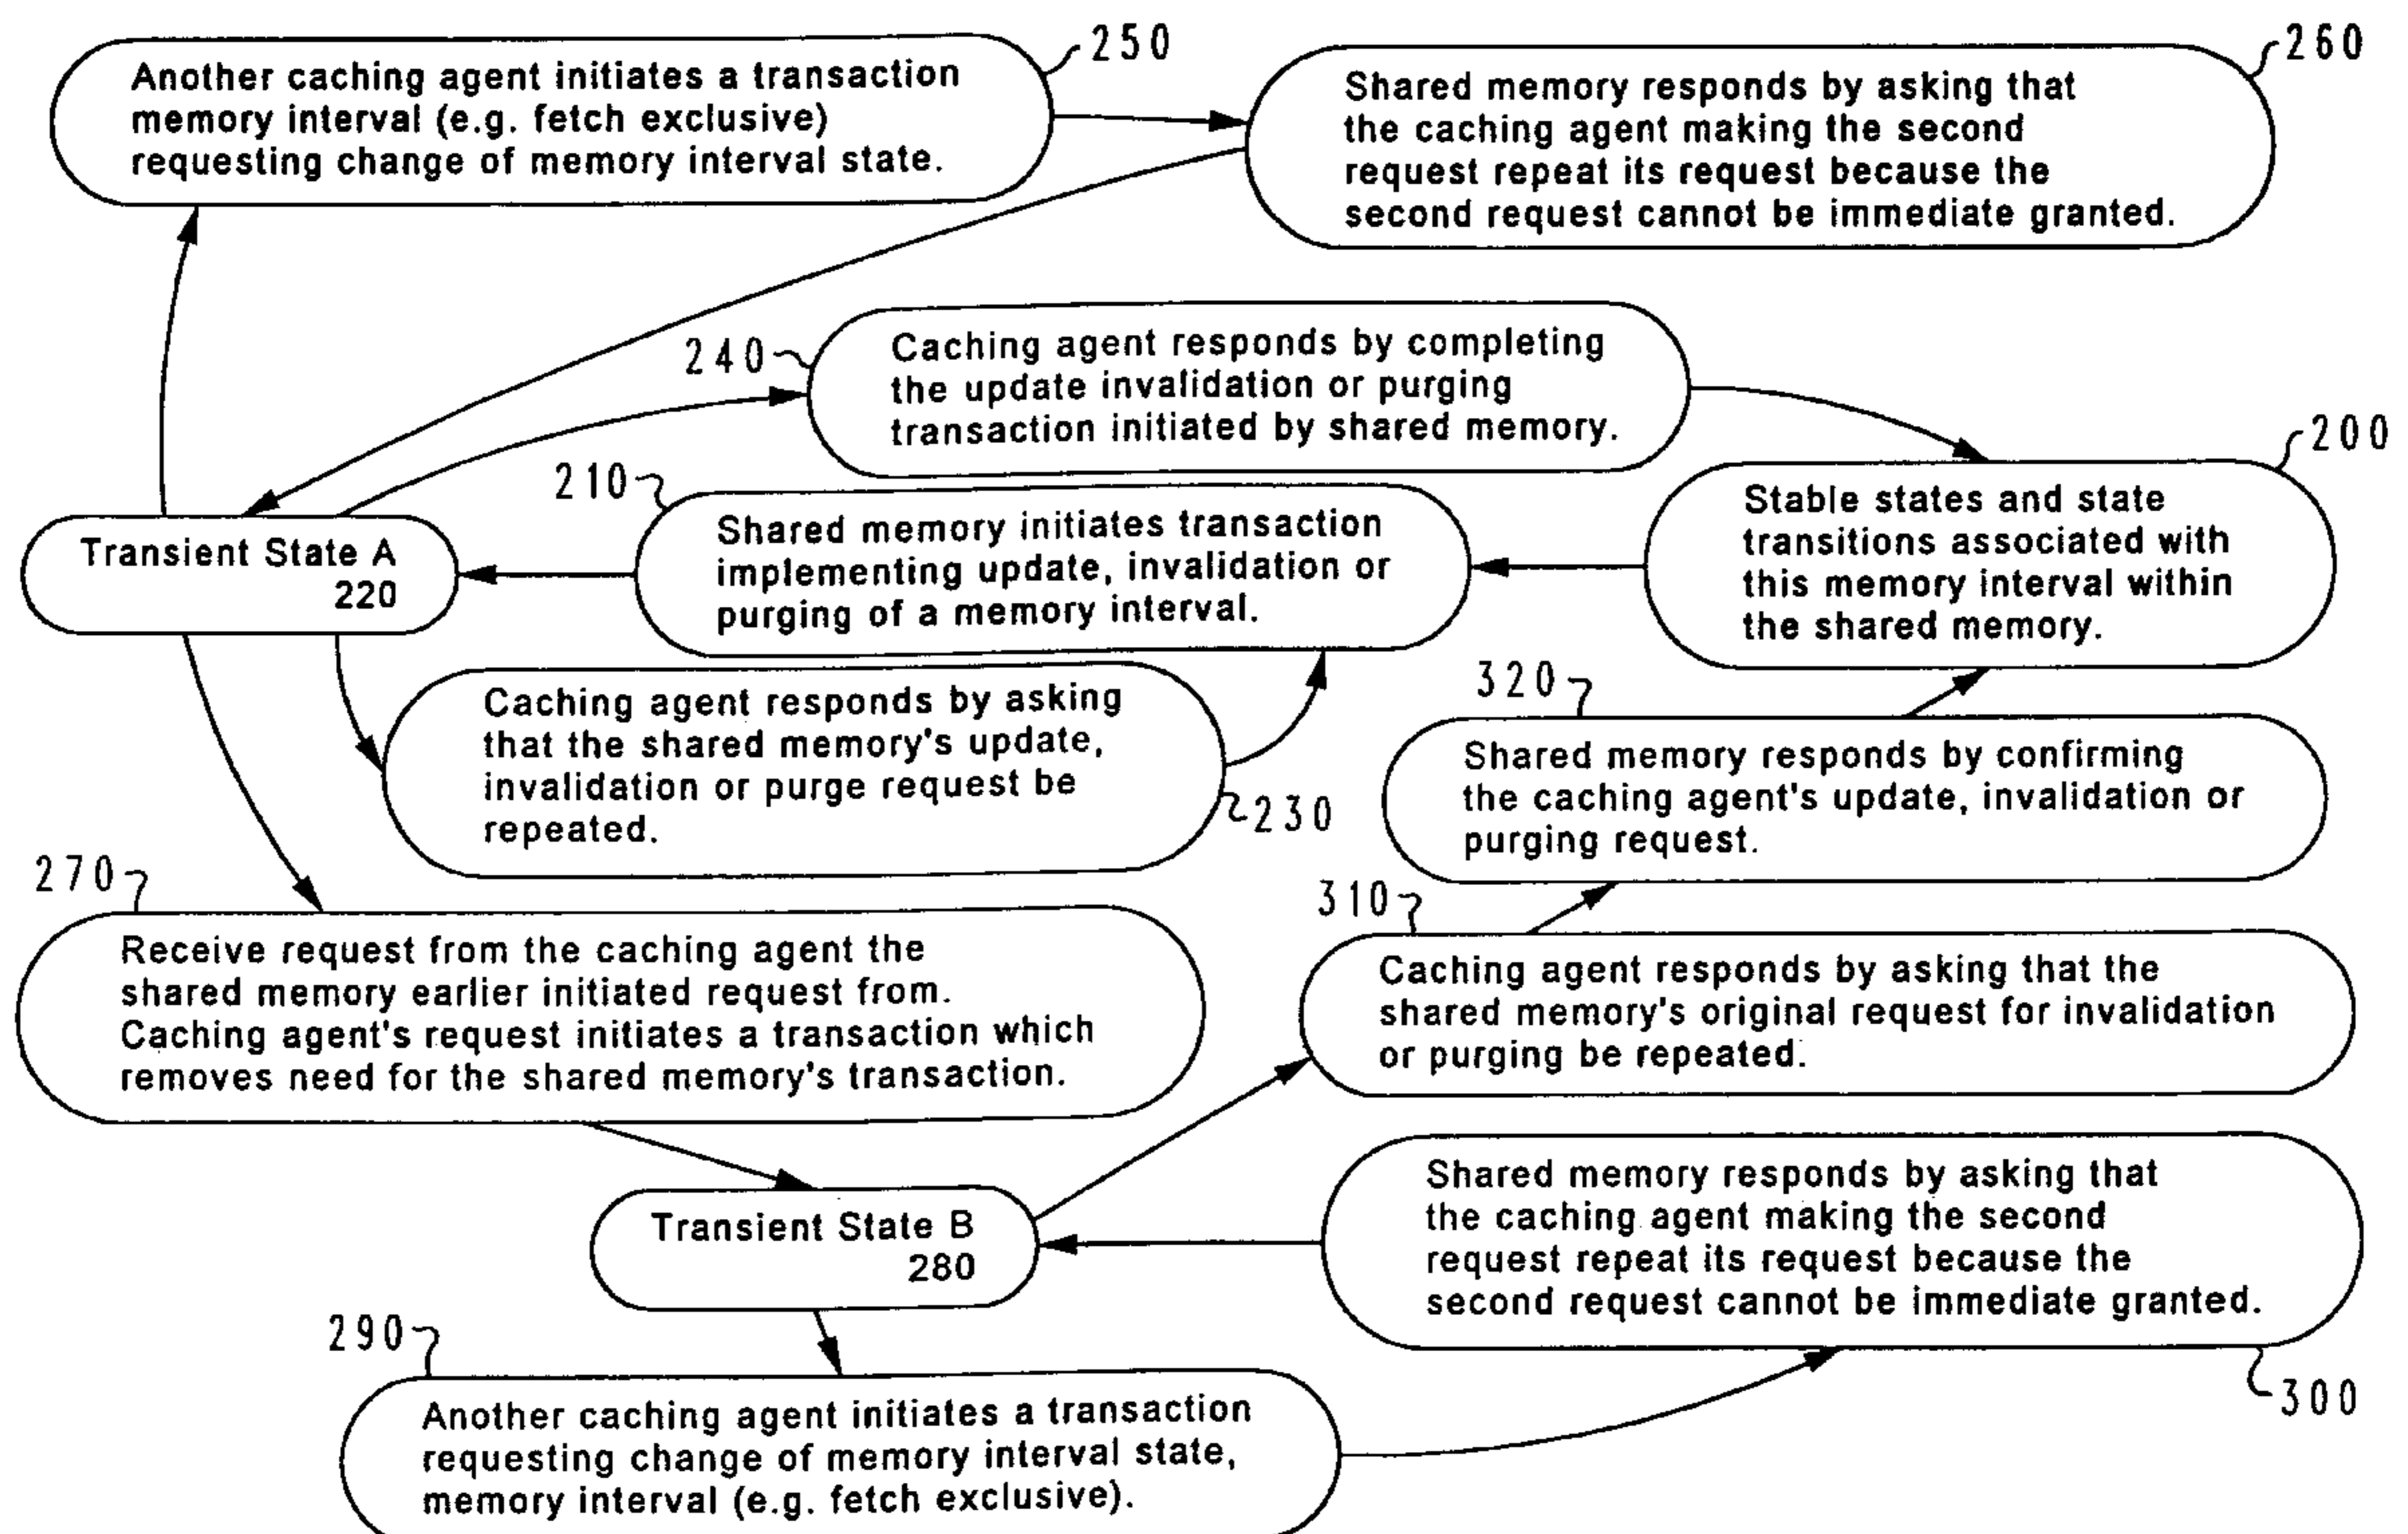 250
Another caching agent initiates a transaction
memory interval (e.g. fetch exclusive)
requesting change of memory interval state.
260
Shared memory responds by asking that
the caching agent making the second
request repeat its request because the
second request cannot be immediate granted.
240
Caching agent responds by completing
the update invalidation or purging
transaction initiated by shared memory.
200
Stable states and state
transitions associated with
this memory interval within
the shared memory.
210
Shared memory initiates transaction
implementing update, invalidation or
purging of a memory interval.
Transient State A
220
Caching agent responds by asking
that the shared memory's update,
invalidation or purge request be
repeated.
230
320
Shared memory responds by confirming
the caching agent's update, invalidation or
purging request.
270
Receive request from the caching agent the
shared memory earlier initiated request from.
Caching agent's request initiates a transaction which
removes need for the shared memory's transaction.
310
Caching agent responds by asking that the
shared memory's original request for invalidation
or purging be repeated.
Transient State B
280
Shared memory responds by asking that
the caching agent making the second
request repeat its request because the
second request cannot be immediate granted.
300
290
Another caching agent initiates a transaction
requesting change of memory interval state,
memory interval (e.g. fetch exclusive).